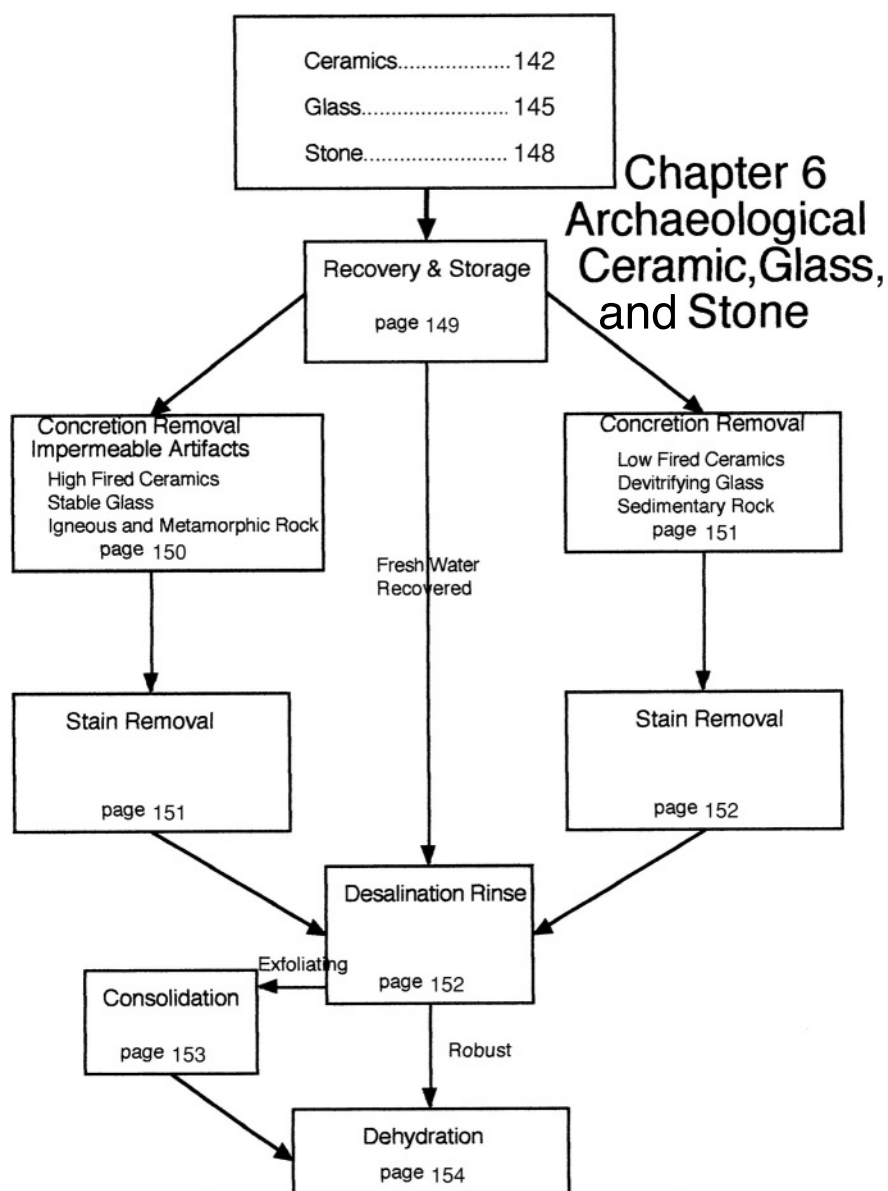 Ceramics................... 142
Glass......................... 145
Stone......................... 148
Chapter 6
Archaeological
Ceramic,Glass,
and Stone
Recovery & Storage
page 149
Concretion Removal
Impermeable Artifacts
High Fired Ceramics
Stable Glass
Igneous and Metamorphic Rock
page 150
Concretion Removal
Low Fired Ceramics
Devitrifying Glass
Sedimentary Rock
page 151
Fresh Water
Recovered
Stain Removal
page 151
Stain Removal
page 152
Desalination Rinse
page 152
Exfoliating
Consolidation
page 153
Robust
Dehydration
page 154